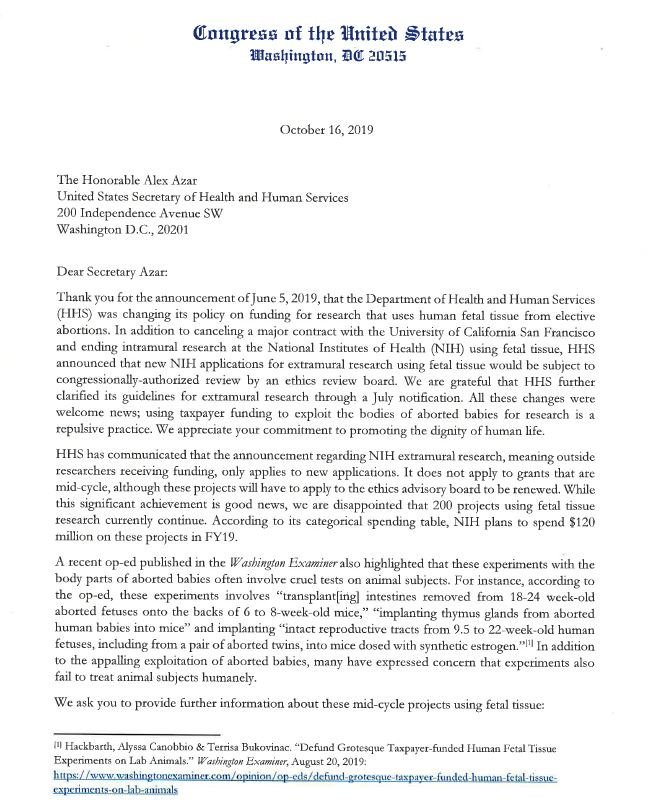 Congress of the United States
Washington, DC 20515
October 16, 2019
The Honorable Alex Azar
United States Secretary of Health and Human Services
200 Independence Avenue SW
Washington D.C., 20201
Dear Secretary Azar:
Thank you for the announcement of June 5, 2019, that the Department of Health and Human Services
(HHS) was changing its policy on funding for research that uses human fetal tissue from elective
abortions. In addition to canceling a major contract with the University of California San Francisco
and ending intramural research at the National Institutes of Health (NIH) using fetal tissue, HHS
announced that new NIH applications for extramural research using fetal tissue would be subject to
congressionally-authorized review by an ethics review board. We are grateful that HHS further
clarified its guidelines for extramural research through a July notification. All these changes were
welcome news; using taxpayer funding to exploit the bodies of aborted babies for research is a
repulsive practice. We appreciate your commitment to promoting the dignity of human life.
HHS has communicated that the announcement regarding NIH extramural research, meaning outside
researchers receiving funding, only applies to new applications. It does not apply to grants that are
mid-cycle, although these projects will have to apply to the ethics advisory board to be renewed. While
this significant achievement is good news, we are disappointed that 200 projects using fetal tissue
research currently continue. According to its categorical spending table, NIH plans to spend $120
million on these projects in FY19.
A recent op-ed published in the Washington Examiner also highlighted that these experiments with the
body parts of aborted babies often involve cruel tests on animal subjects. For instance, according to
the op-ed, these experiments involves “transplant[ing] intestines removed from 18-24 week-old
aborted fetuses onto the backs of 6 to 8-week-old mice,” “implanting thymus glands from aborted
human babies into mice” and implanting “intact reproductive tracts from 9.5 to 22-week-old human
fetuses, including from a pair of aborted twins, into mice dosed with synthetic estrogen.”[1] In addition
to the appalling exploitation of aborted babies, many have expressed concern that experiments also
fail to treat animal subjects humanely.
We ask you to provide further information about these mid-cycle projects using fetal tissue:
[1] Hackbarth, Alyssa Canobbio & Terrisa Bukovinac. “Defund Grotesque Taxpayer-funded Human Fetal Tissue
Experiments on Lab Animals.” Washington Examiner, August 20, 2019:
https://www.washingtonexaminer.com/opinion/op-eds/defund-grotesque-taxpayer-funded-human-fetal-tissue-
experiments-on-lab-animals